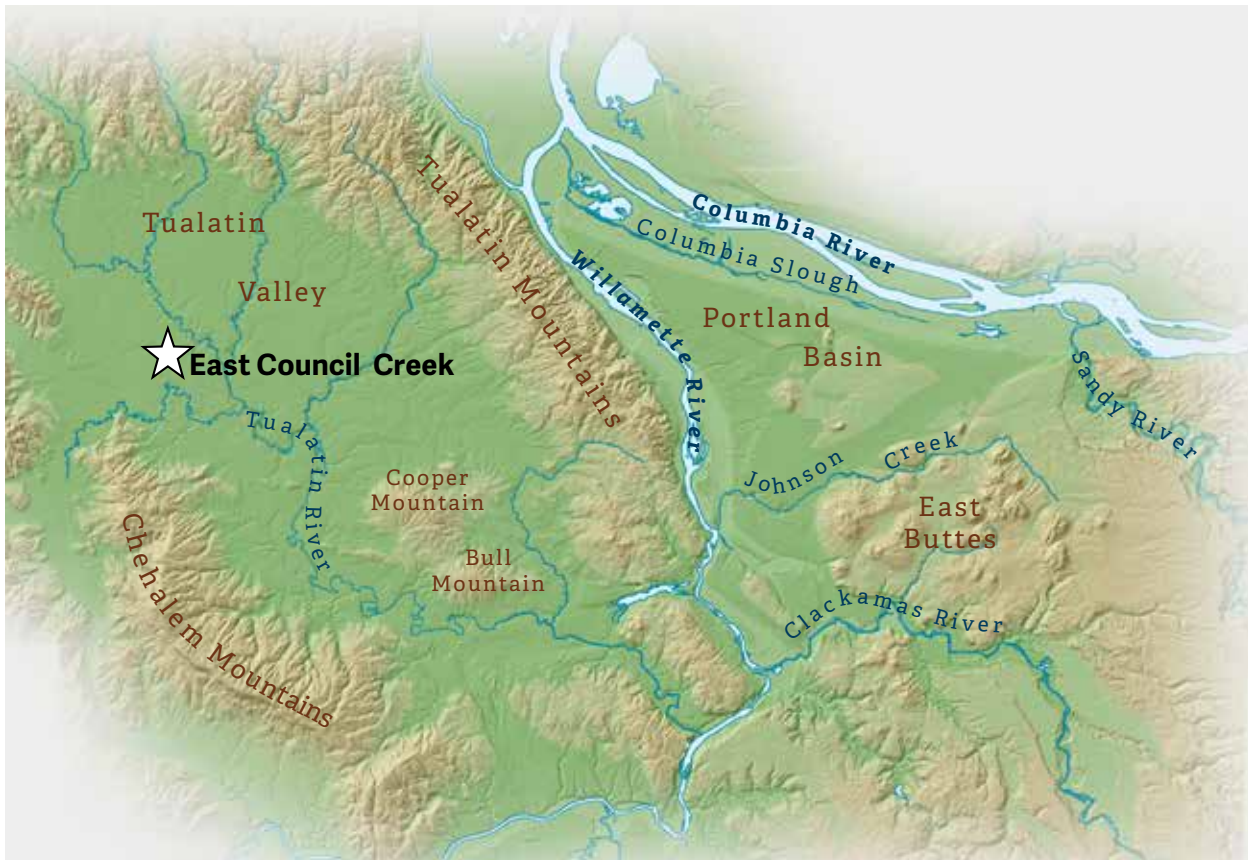 Tualatin
Valley
East Council Creek
Tualatin Mountains
Columbia River
Columbia Slough
Willamette River
Portland
Basin
Sandy River
Tualatin River
Cooper
Mountain
Bull
Mountain
Johnson Creek
East
Buttes
Clackamas River
Chehalem Mountains